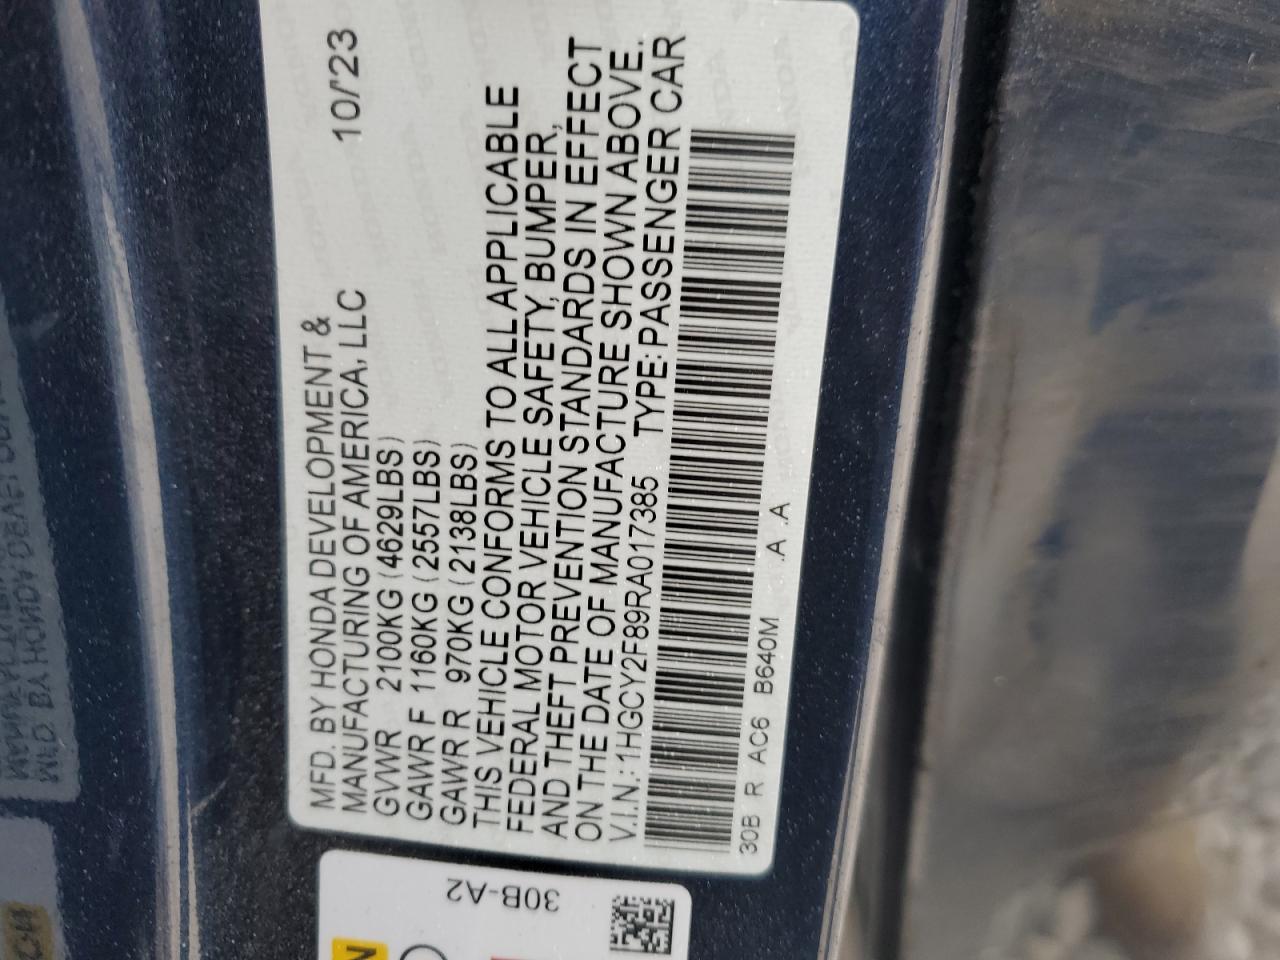 MFD. BY HONDA DEVELOPMENT &
MANUFACTURING OF AMERICA, LLC 10/'23
GVWR 2100KG (4629LBS)
GAWR F 1160KG (2557LBS)
GAWR R 970KG (2138LBS)
THIS VEHICLE CONFORMS TO ALL APPLICABLE
FEDERAL MOTOR VEHICLE SAFETY, BUMPER,
AND THEFT PREVENTION STANDARDS IN EFFECT
ON THE DATE OF MANUFACTURE SHOWN ABOVE.
V.I.N.: 1HGCY2F89RA017385 TYPE: PASSENGER CAR
30B R AC6 B640M .A .A
30B-A2